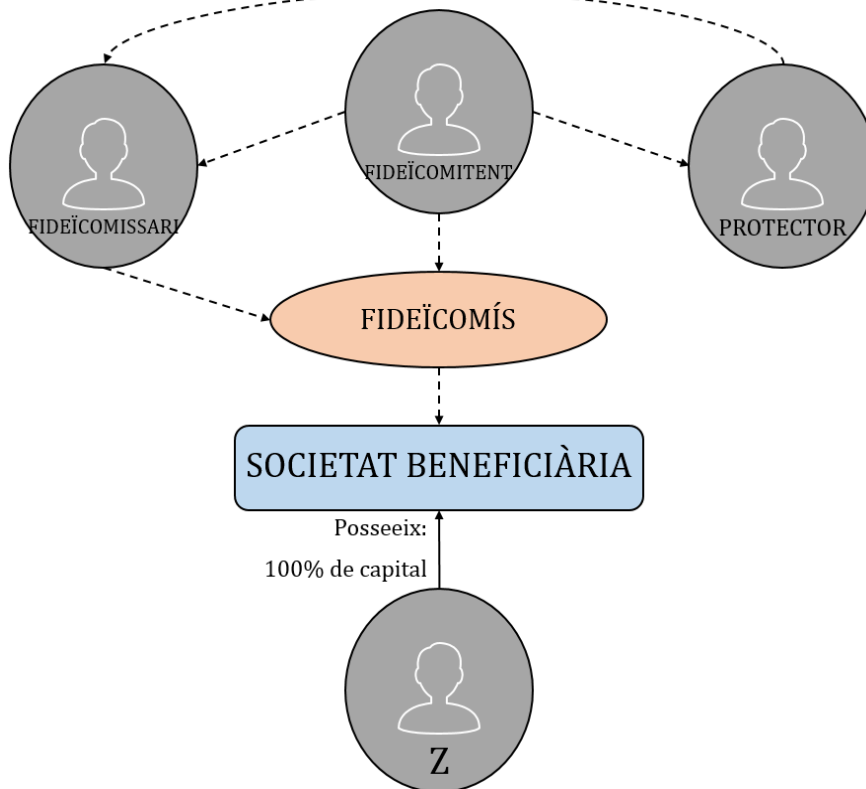 FIDEÏCOMITENT
FIDEÏCOMISSARI
PROTECTOR
FIDEÏCOMÍS
SOCIETAT BENEFICIÀRIA
Posseeix:
100% de capital
Z